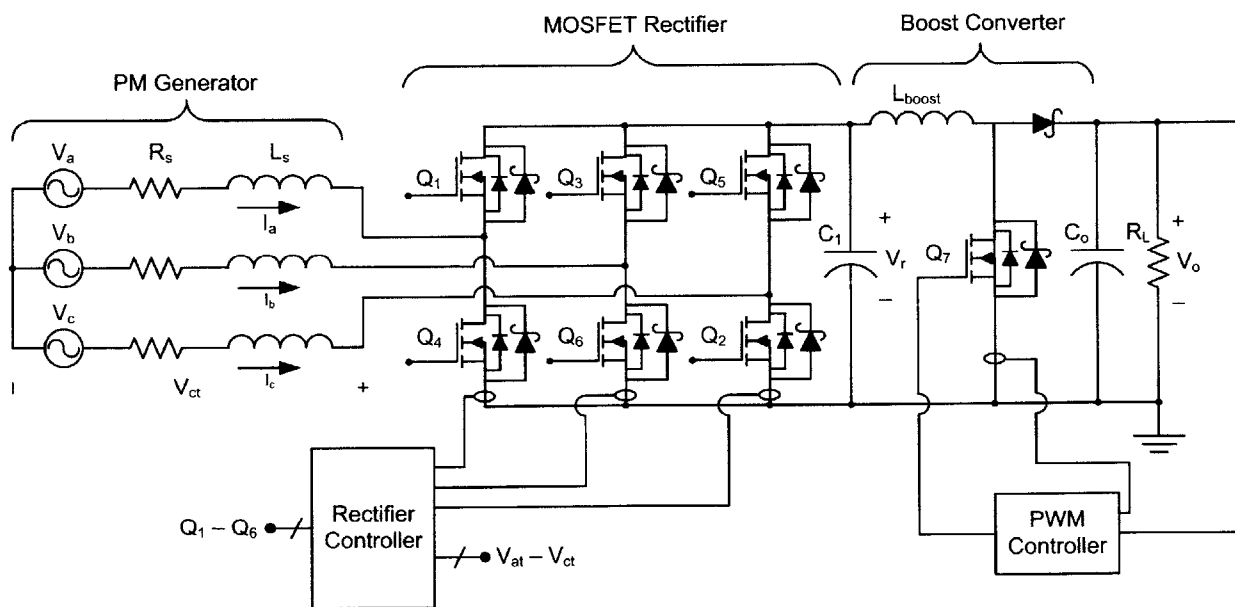 MOSFET Rectifier
Boost Converter
PM Generator
L_boost
V_a R_s L_s
Q_1 Q_3 Q_5
I_a
V_b
I_b
C_1 + V_r –
Q_7
C_o R_L + V_o –
V_c
Q_4 Q_6 Q_2
I_c
– V_ct +
Rectifier
Controller
Q_1 – Q_6
V_at – V_ct
PWM
Controller